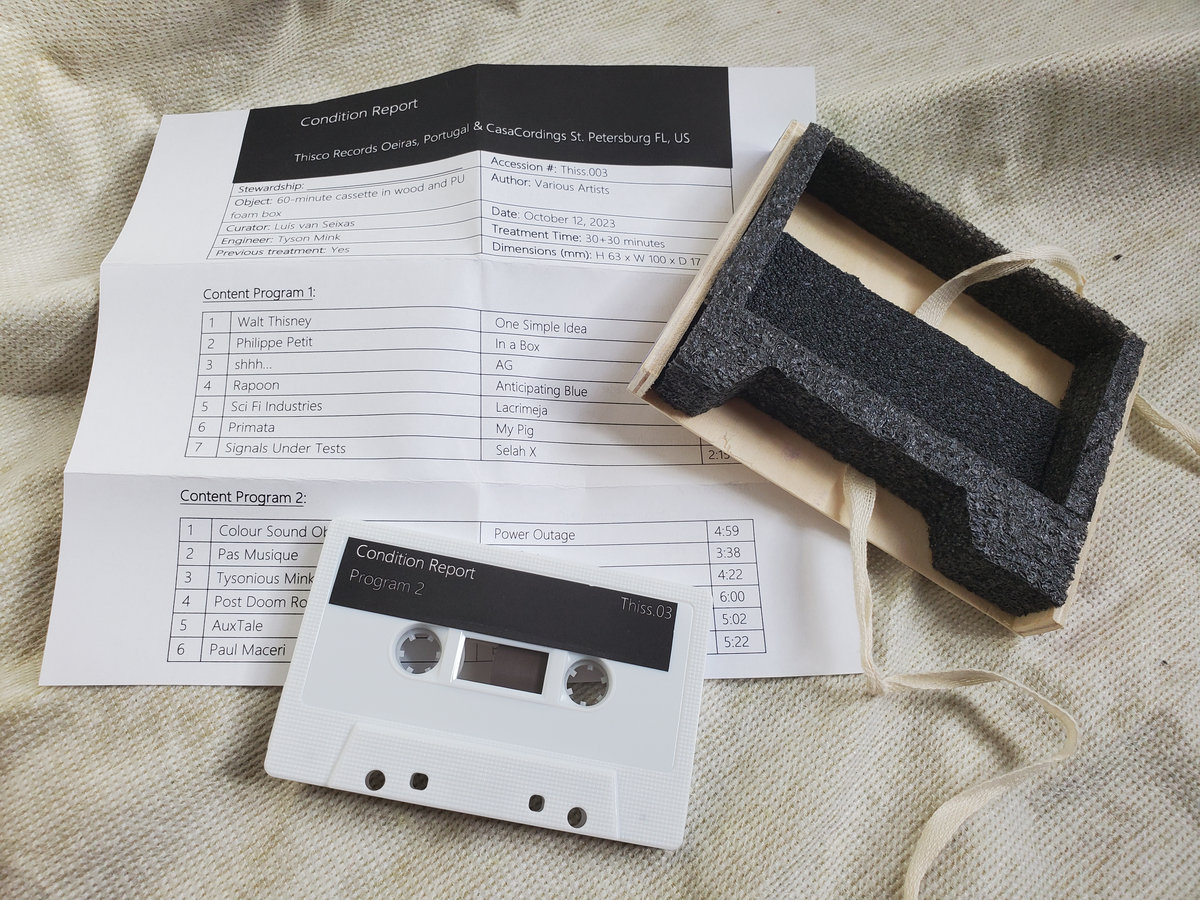 Condition Report
Thisco Records Oeiras, Portugal & CasaCordings St. Petersburg FL, US
Stewardship:
Object: 60-minute cassette in wood and PU
foam box
Curator: Luis van Seixas
Engineer: Tyson Mink
Previous treatment: Yes
Accession #: Thiss.003
Author: Various Artists
Date: October 12, 2023
Treatment Time: 30+30 minutes
Dimensions (mm): H 63 x W 100 x D 17
Content Program 1:
1 Walt Thisney One Simple Idea
2 Philippe Petit In a Box
3 shhh... AG
4 Rapoon Anticipating Blue
5 Sci Fi Industries Lacrimeja
6 Primata My Pig
7 Signals Under Tests Selah X
Content Program 2:
1 Colour Sound Power Outage 4:59
2 Pas Musique 3:38
3 Tysonious Mink 4:22
4 Post Doom 6:00
5 AuxTale 5:02
6 Paul Maceri 5:22
Condition Report
Program 2
Thiss.03